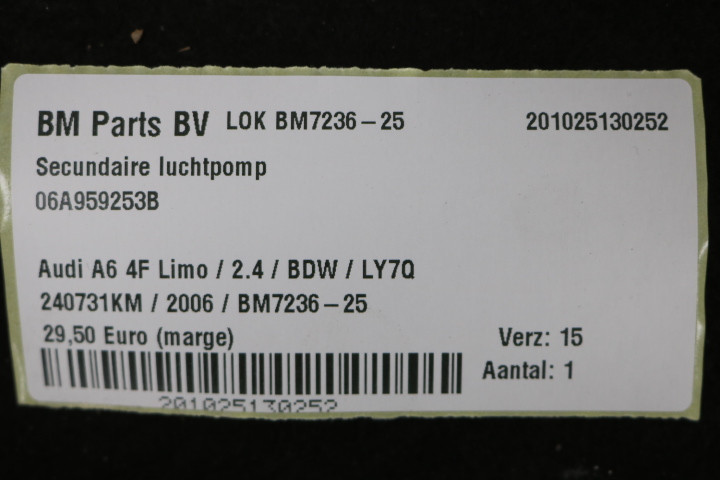 BM Parts BV LOK BM7236-25 201025130252
Secundaire luchtpomp
06A959253B
Audi A6 4F Limo / 2.4 / BDW / LY7Q
240731KM / 2006 / BM7236-25
29,50 Euro (marge) Verz: 15
Aantal: 1
201025130252